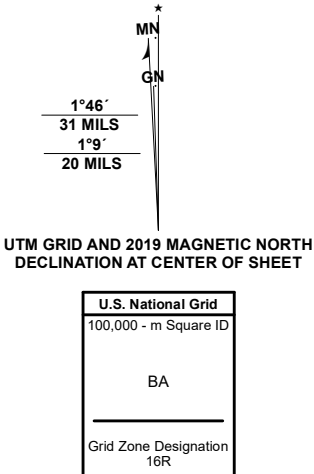 MN
GN
1°46´
31 MILS
1°9´
20 MILS
UTM GRID AND 2019 MAGNETIC NORTH
DECLINATION AT CENTER OF SHEET
U.S. National Grid
100,000 - m Square ID
BA
Grid Zone Designation
16R